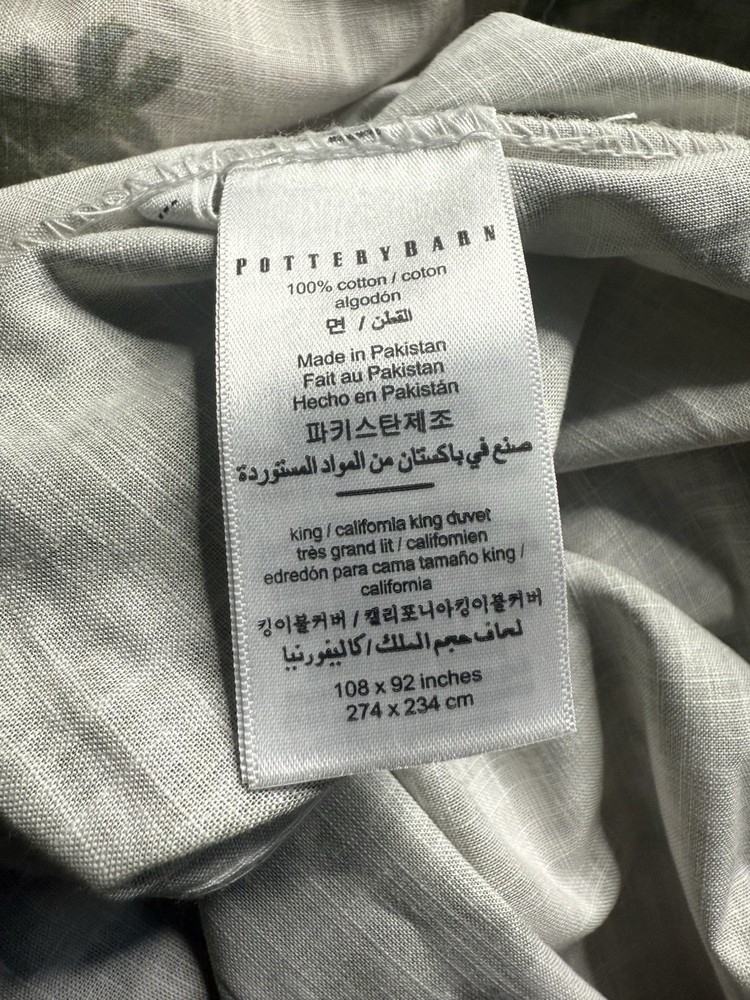 POTTERYBARN
100% cotton / coton
algodón
면 / القطن
Made in Pakistan
Fait au Pakistan
Hecho en Pakistán
파키스탄제조
صنع في باكستان من المواد المستوردة
king / california king duvet
très grand lit / californien
edredón para cama tamaño king /
california
킹이불커버 / 캘리포니아킹이불커버
لحاف حجم الملك / كاليفورنيا
108 x 92 inches
274 x 234 cm